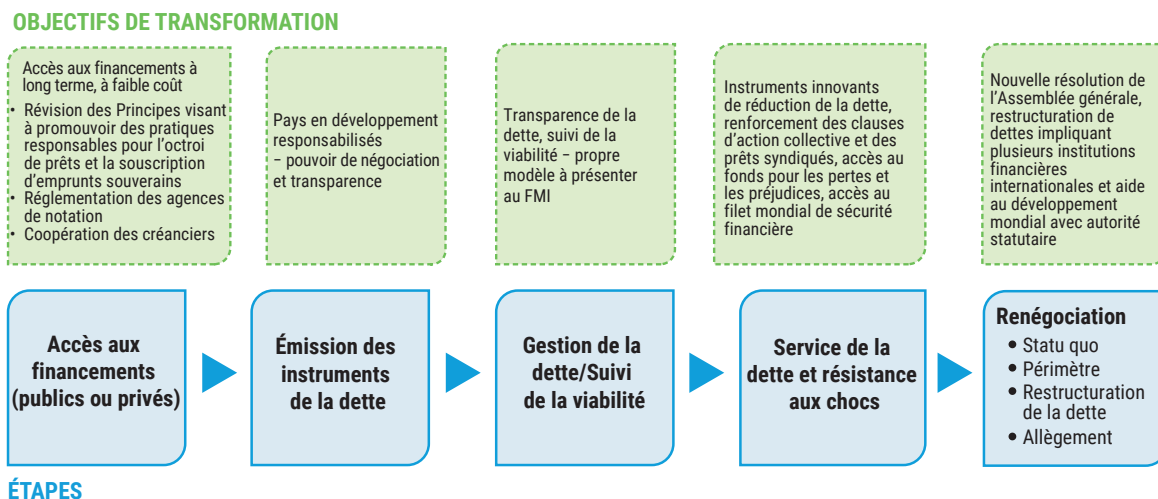 OBJECTIFS DE TRANSFORMATION
Accès aux financements à
long terme, à faible coût
• Révision des Principes visant
à promouvoir des pratiques
responsables pour l'octroi
de prêts et la souscription
d'emprunts souverains
• Réglementation des agences
de notation
• Coopération des créanciers
Pays en développement
responsabilisés
– pouvoir de négociation
et transparence
Transparence de la
dette, suivi de la
viabilité – propre
modèle à présenter
au FMI
Instruments innovants
de réduction de la dette,
renforcement des clauses
d'action collective et des
prêts syndiqués, accès au
fonds pour les pertes et
les préjudices, accès au
filet mondial de sécurité
financière
Nouvelle résolution de
l'Assemblée générale,
restructuration de
dettes impliquant
plusieurs institutions
financières
internationales et aide
au développement
mondial avec autorité
statutaire
Accès aux
financements
(publics ou privés)
Émission des
instruments
de la dette
Gestion de la
dette/Suivi
de la viabilité
Service de la
dette et résistance
aux chocs
Renégociation
• Statu quo
• Périmètre
• Restructuration
de la dette
• Allègement
ÉTAPES